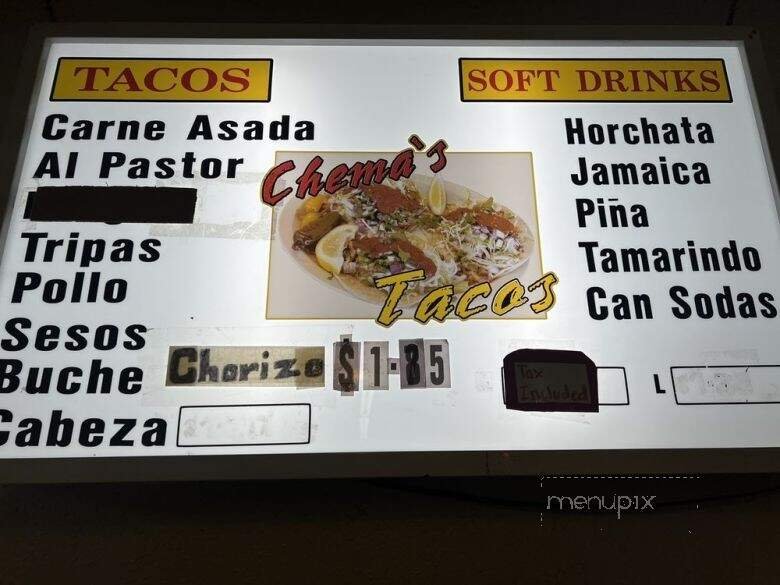 TACOS
Carne Asada
Al Pastor
Tripas
Pollo
Sesos
Buche
Cabeza
Chorizo $1.85
Chema's
Tacos
SOFT DRINKS
Horchata
Jamaica
Piña
Tamarindo
Can Sodas
Tax
Included
L
menupix